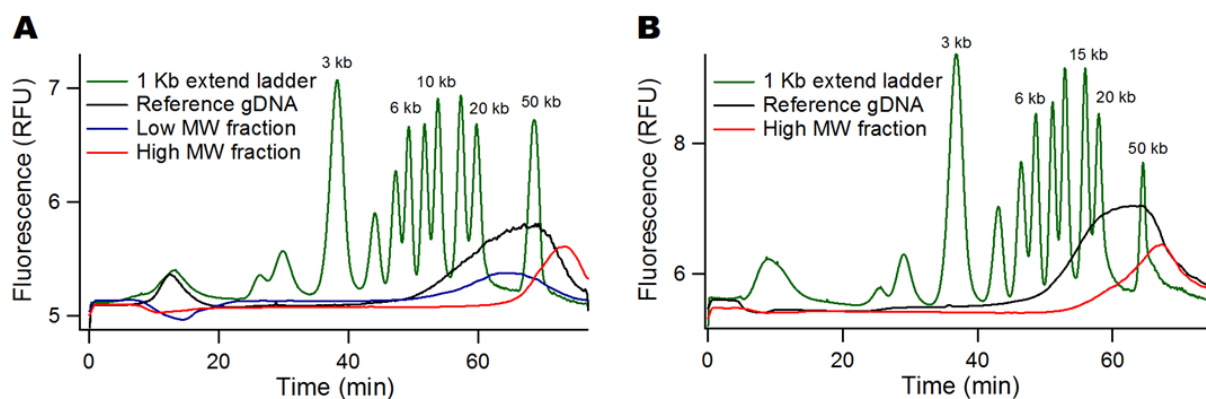 A
Fluorescence (RFU)
7
6
5
1 Kb extend ladder
Reference gDNA
Low MW fraction
High MW fraction
3 kb
6 kb
10 kb
20 kb
50 kb
0
20
40
60
Time (min)
B
Fluorescence (RFU)
8
6
1 Kb extend ladder
Reference gDNA
High MW fraction
3 kb
6 kb
15 kb
20 kb
50 kb
0
20
40
60
Time (min)